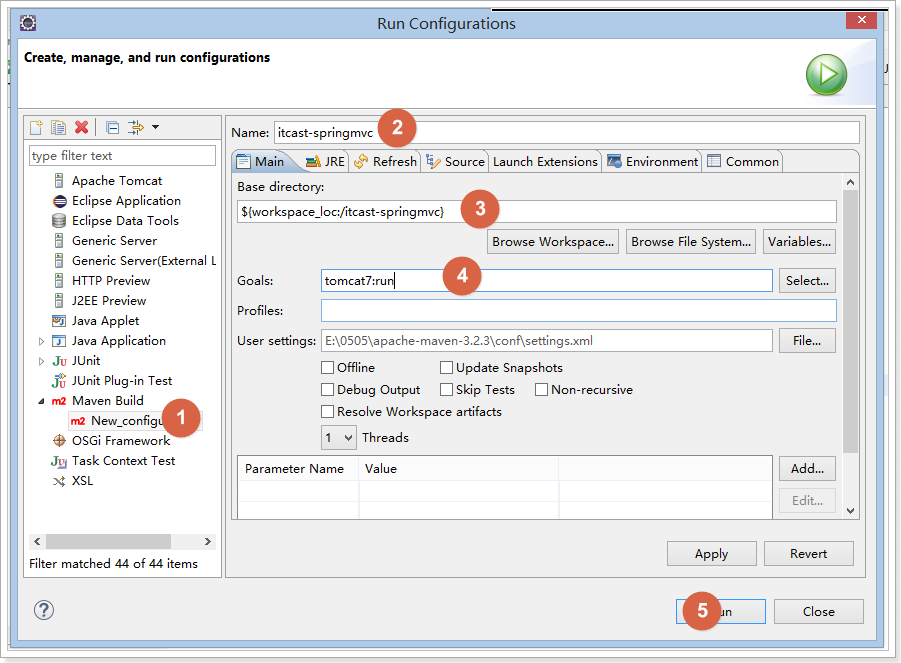 Run Configurations
Create, manage, and run configurations
type filter text
Apache Tomcat
Eclipse Application
Eclipse Data Tools
Generic Server
Generic Server(External L
HTTP Preview
J2EE Preview
Java Applet
Java Application
JUnit
JUnit Plug-in Test
Maven Build
New_configu 1
OSGi Framework
Task Context Test
XSL
Filter matched 44 of 44 items
Name: itcast-springmvc 2
Main JRE Refresh Source Launch Extensions Environment Common
Base directory:
${workspace_loc:/itcast-springmvc} 3
Browse Workspace... Browse File System... Variables...
Goals: tomcat7:run 4 Select...
Profiles:
User settings: E:\0505\apache-maven-3.2.3\conf\settings.xml File...
Offline Update Snapshots
Debug Output Skip Tests Non-recursive
Resolve Workspace artifacts
1 Threads
Parameter Name Value Add...
Edit...
Apply Revert
5 un Close